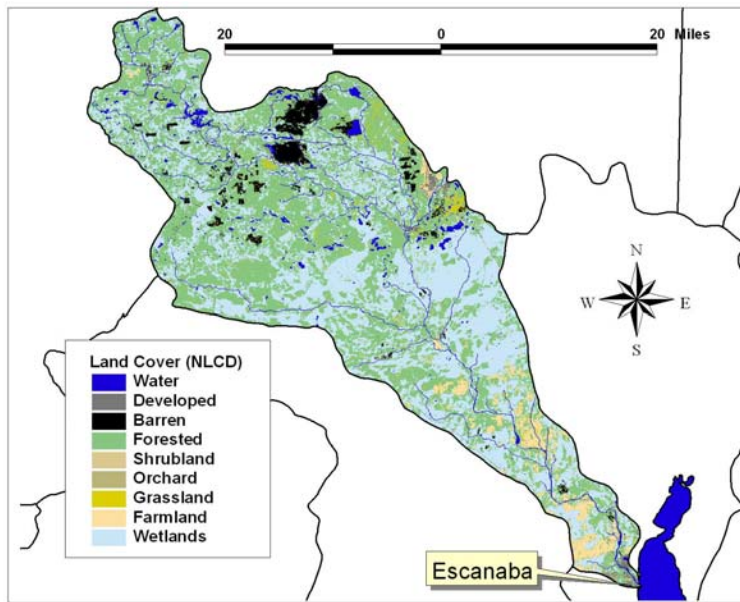 20 0 20 Miles
N
W E
S
Land Cover (NLCD)
Water
Developed
Barren
Forested
Shrubland
Orchard
Grassland
Farmland
Wetlands
Escanaba